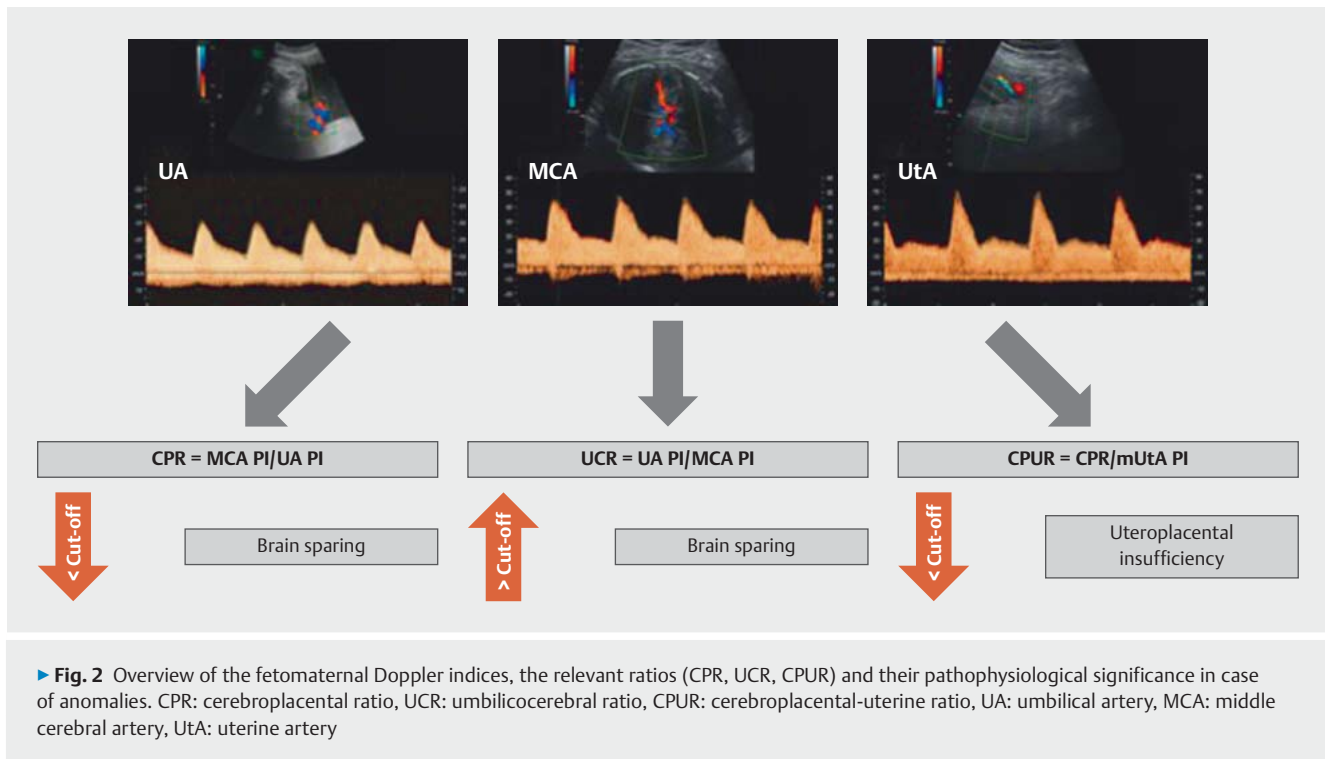 UA
MCA
UtA
CPR = MCA PI/UA PI
UCR = UA PI/MCA PI
CPUR = CPR/mUtA PI
< Cut-off
Brain sparing
> Cut-off
Brain sparing
< Cut-off
Uteroplacental
insufficiency
► Fig. 2 Overview of the fetomaternal Doppler indices, the relevant ratios (CPR, UCR, CPUR) and their pathophysiological significance in case
of anomalies. CPR: cerebroplacental ratio, UCR: umbilicocerebral ratio, CPUR: cerebroplacental-uterine ratio, UA: umbilical artery, MCA: middle
cerebral artery, UtA: uterine artery